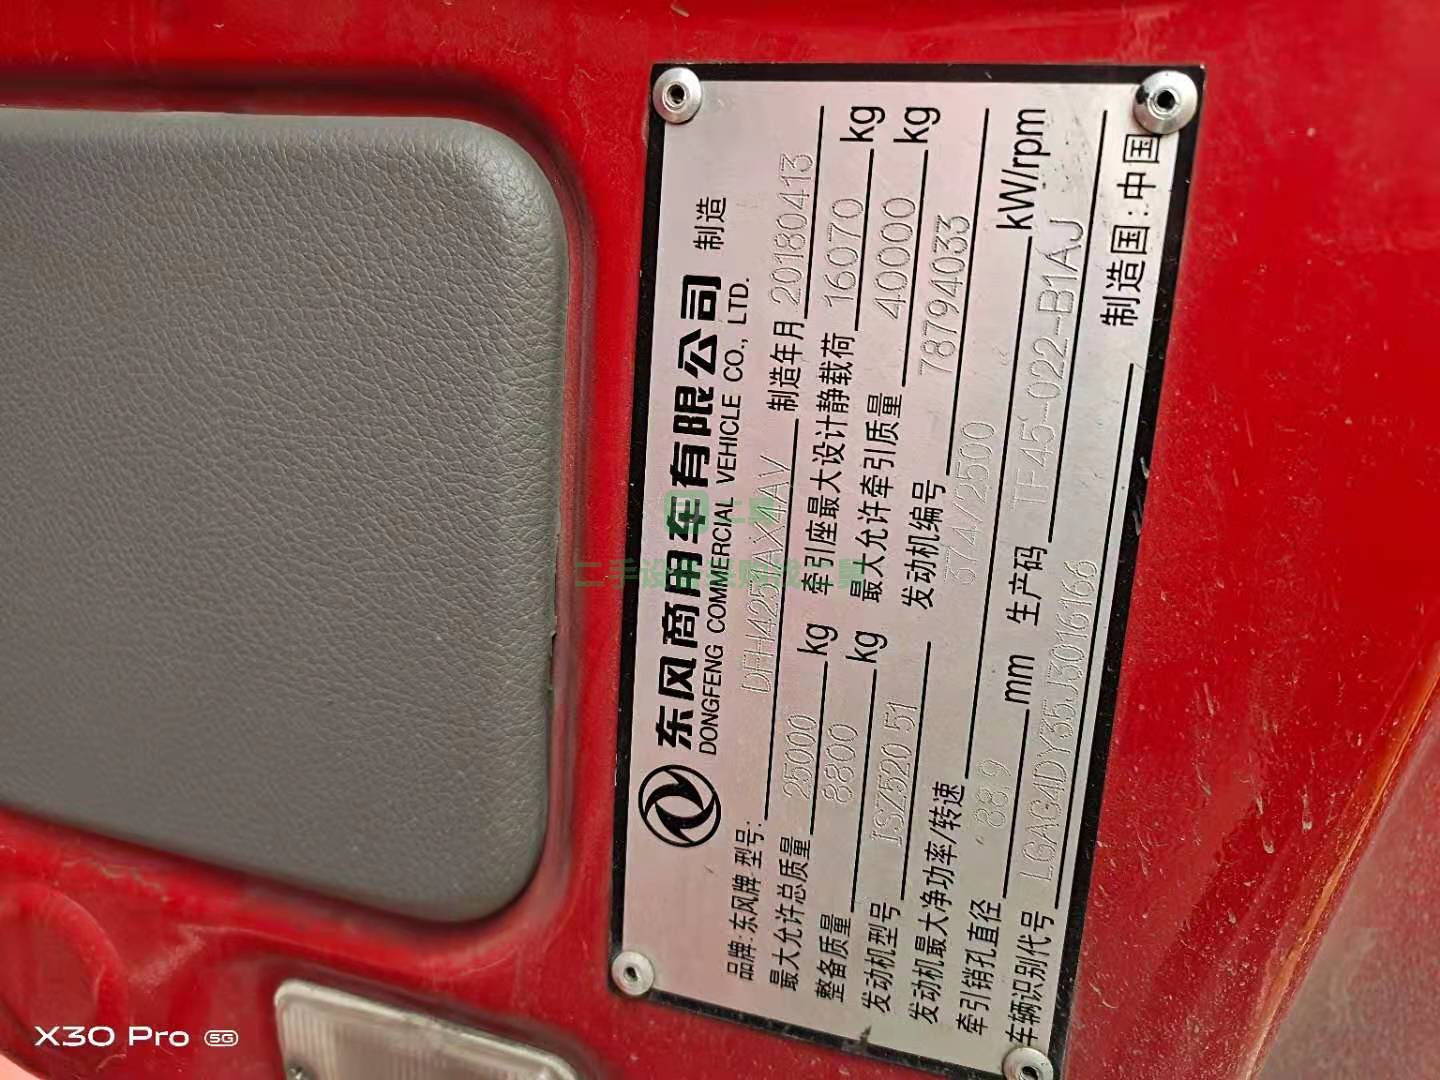 东风商用车有限公司 制造
DONGFENG COMMERCIAL VEHICLE CO., LTD.
品牌:东风牌 型号: DFH4251AX4AV 制造年月 20180413
最大允许总质量 25000 kg 牵引座最大设计静载荷 16070 kg
整备质量 8800 kg 最大允许牵引质量 40000 kg
发动机型号 ISZ520 51 发动机编号 78794033
发动机最大净功率/转速 374/2500 kW/rpm
牵引销孔直径 88.9 mm 生产码 TF45-022-B1AJ
车辆识别代号 LGAG4DY35J3016166 制造国:中国
X30 Pro 5G